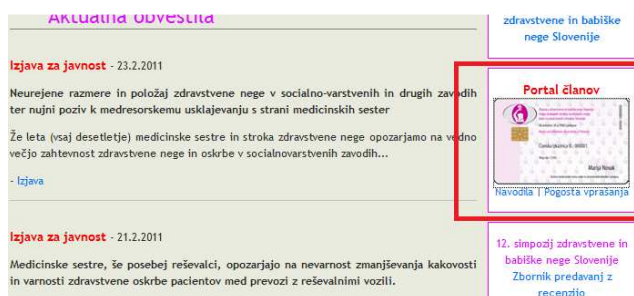 Aktualna obvestila
Izjava za javnost - 23.2.2011
Neurejene razmere in položaj zdravstvene nege v socialno-varstvenih in drugih zavodih
ter nujni poziv k medresorskemu usklajevanju s strani medicinskih sester
Že leta (vsaj desetletje) medicinske sestre in stroka zdravstvene nege opozarjamo na vedno
večjo zahtevnost zdravstvene nege in oskrbe v socialnovarstvenih zavodih...
- Izjava
Izjava za javnost - 21.2.2011
Medicinske sestre, še posebej reševalci, opozarjajo na nevarnost zmanjševanja kakovosti
in varnosti zdravstvene oskrbe pacientov med prevozi z reševalnimi vozili.
zdravstvene in babiške
nege Slovenije
Portal članov
Članska izkaznica št.: 000001
Marija Novak
Navodila | Pogosta vprašanja
12. simpozij zdravstvene in
babiške nege Slovenije
Zbornik predavanj z
recenzijo